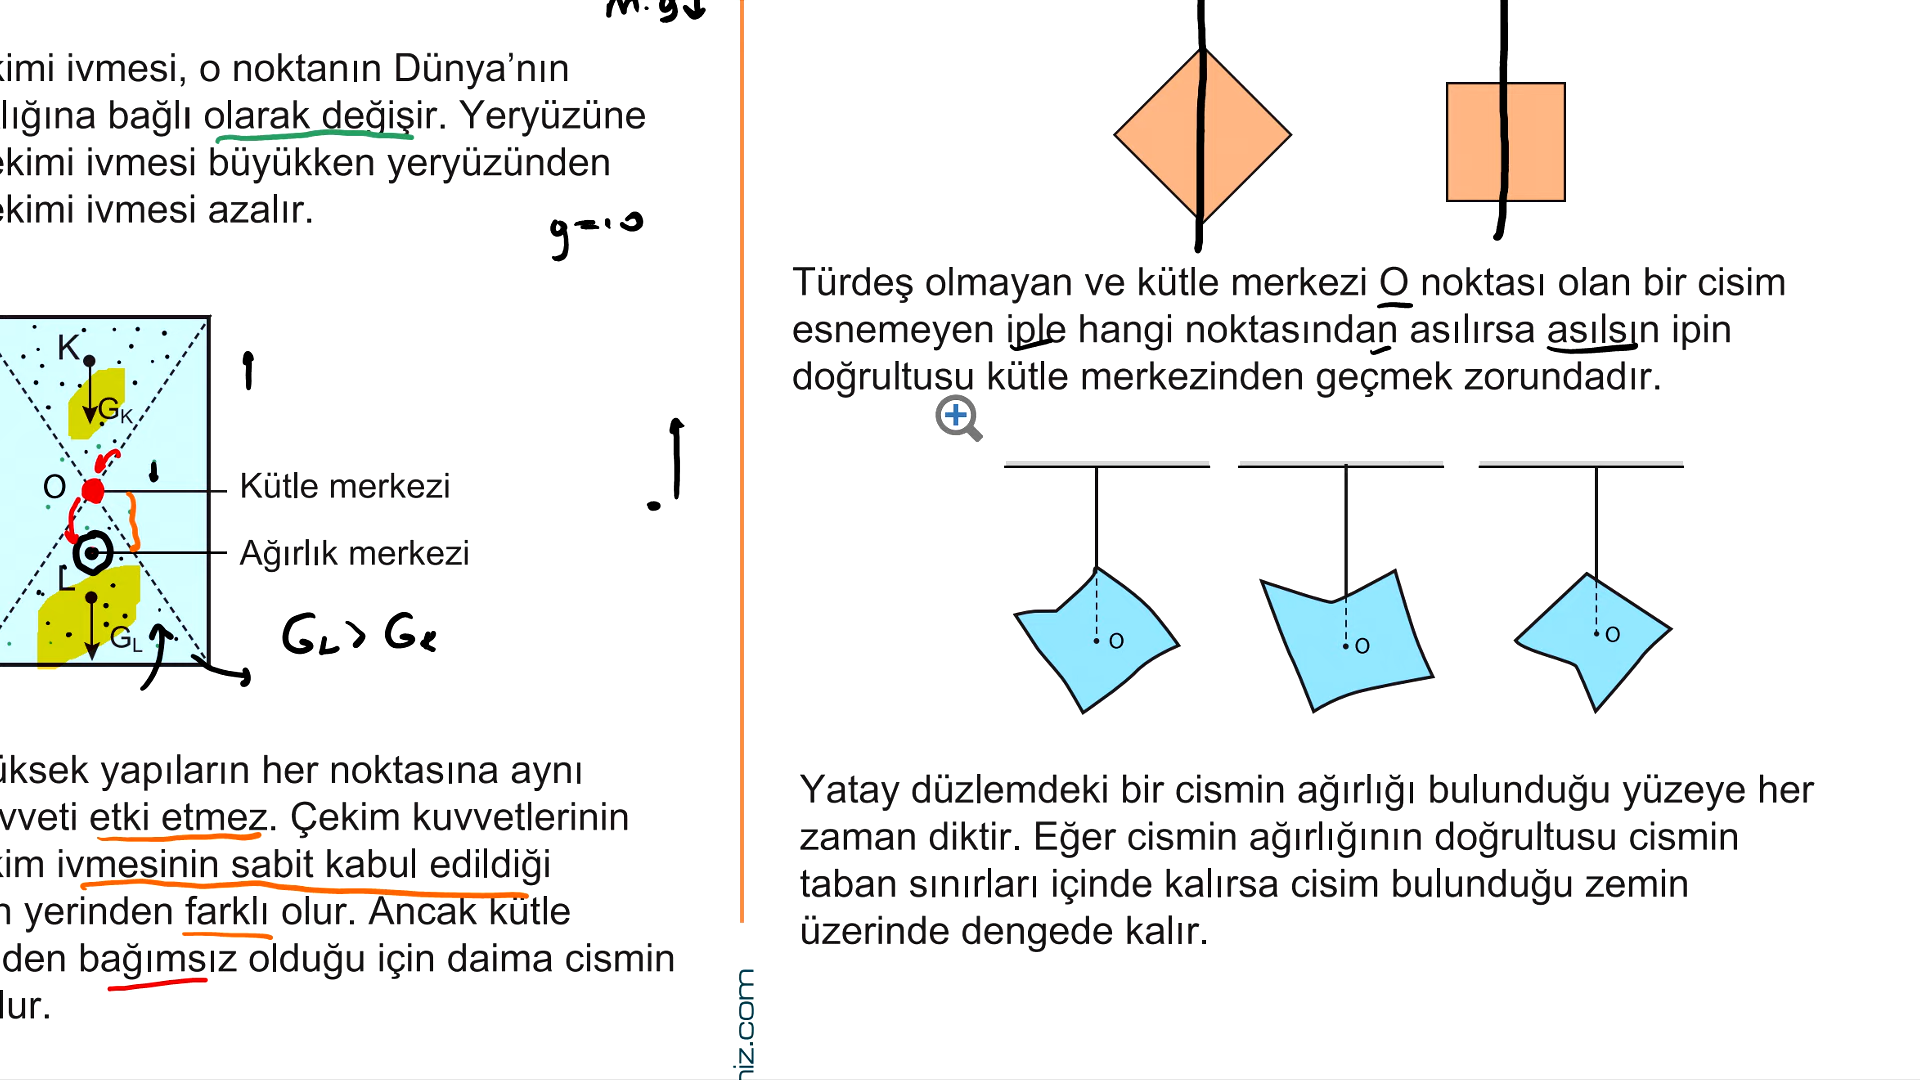 m.g
kimi ivmesi, o noktanın Dünya’nın
lığına bağlı olarak değişir. Yeryüzüne
ekimi ivmesi büyükken yeryüzünden
ekimi ivmesi azalır.
g=10
K
GK
O
Kütle merkezi
Ağırlık merkezi
L
GL
GL > GK
üksek yapıların her noktasına aynı
vveti etki etmez. Çekim kuvvetlerinin
kim ivmesinin sabit kabul edildiği
n yerinden farklı olur. Ancak kütle
den bağımsız olduğu için daima cismin
lur.
Türdeş olmayan ve kütle merkezi O noktası olan bir cisim
esnemeyen iple hangi noktasından asılırsa asılsın ipin
doğrultusu kütle merkezinden geçmek zorundadır.
O
O
O
Yatay düzlemdeki bir cismin ağırlığı bulunduğu yüzeye her
zaman diktir. Eğer cismin ağırlığının doğrultusu cismin
taban sınırları içinde kalırsa cisim bulunduğu zemin
üzerinde dengede kalır.
niz.com